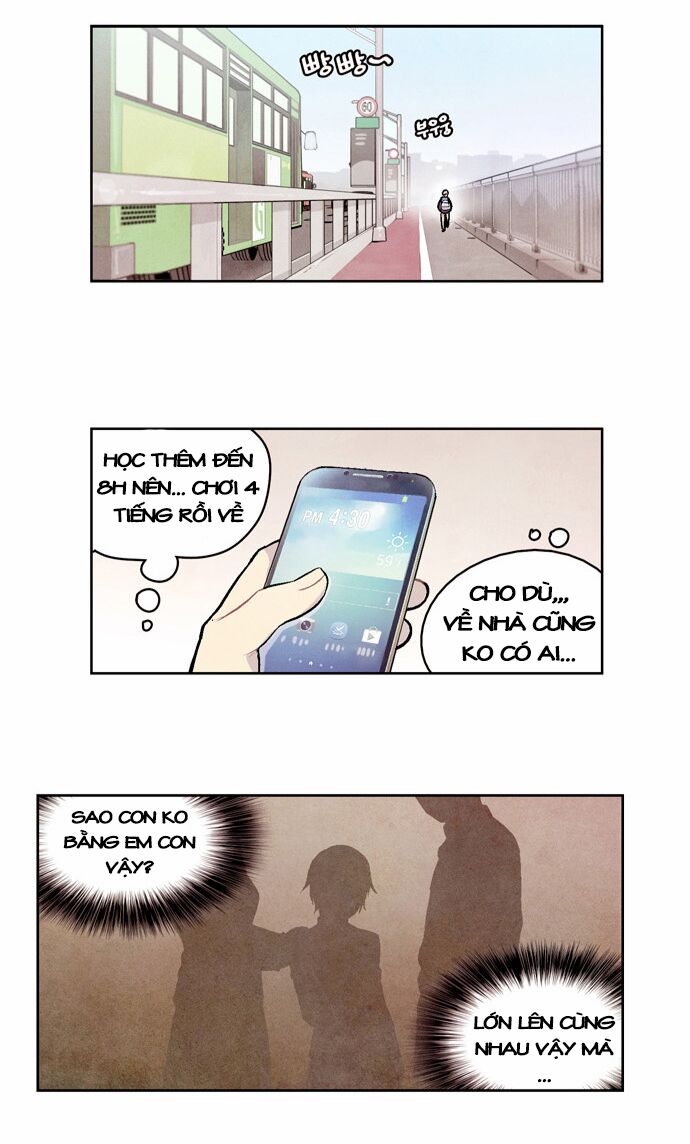 빵빵~
60
부우웅
HỌC THÊM ĐẾN
8H NÊN... CHƠI 4
TIẾNG RỒI VỀ
PM 4:30
59°
CHO DÙ,,,
VỀ NHÀ CŨNG
KO CÓ AI...
SAO CON KO
BẰNG EM CON
VẬY?
LỚN LÊN CÙNG
NHAU VẬY MÀ
...